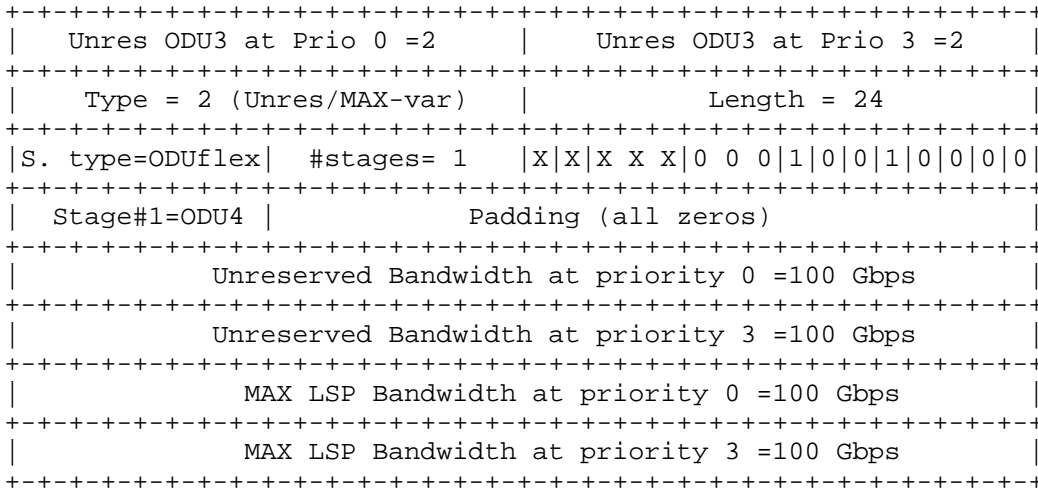 +-+-+-+-+-+-+-+-+-+-+-+-+-+-+-+-+-+-+-+-+-+-+-+-+-+-+-+-+-+-+-+-+
|   Unres ODU3 at Prio 0 =2     |    Unres ODU3 at Prio 3 =2    |
+-+-+-+-+-+-+-+-+-+-+-+-+-+-+-+-+-+-+-+-+-+-+-+-+-+-+-+-+-+-+-+-+
|    Type = 2 (Unres/MAX-var)   |           Length = 24         |
+-+-+-+-+-+-+-+-+-+-+-+-+-+-+-+-+-+-+-+-+-+-+-+-+-+-+-+-+-+-+-+-+
|S. type=ODUflex|  #stages= 1   |X|X|X X X|0 0 0|1|0|0|1|0|0|0|0|
+-+-+-+-+-+-+-+-+-+-+-+-+-+-+-+-+-+-+-+-+-+-+-+-+-+-+-+-+-+-+-+-+
|  Stage#1=ODU4 |            Padding (all zeros)                |
+-+-+-+-+-+-+-+-+-+-+-+-+-+-+-+-+-+-+-+-+-+-+-+-+-+-+-+-+-+-+-+-+
|            Unreserved Bandwidth at priority 0 =100 Gbps       |
+-+-+-+-+-+-+-+-+-+-+-+-+-+-+-+-+-+-+-+-+-+-+-+-+-+-+-+-+-+-+-+-+
|            Unreserved Bandwidth at priority 3 =100 Gbps       |
+-+-+-+-+-+-+-+-+-+-+-+-+-+-+-+-+-+-+-+-+-+-+-+-+-+-+-+-+-+-+-+-+
|              MAX LSP Bandwidth at priority 0 =100 Gbps        |
+-+-+-+-+-+-+-+-+-+-+-+-+-+-+-+-+-+-+-+-+-+-+-+-+-+-+-+-+-+-+-+-+
|              MAX LSP Bandwidth at priority 3 =100 Gbps        |
+-+-+-+-+-+-+-+-+-+-+-+-+-+-+-+-+-+-+-+-+-+-+-+-+-+-+-+-+-+-+-+-+